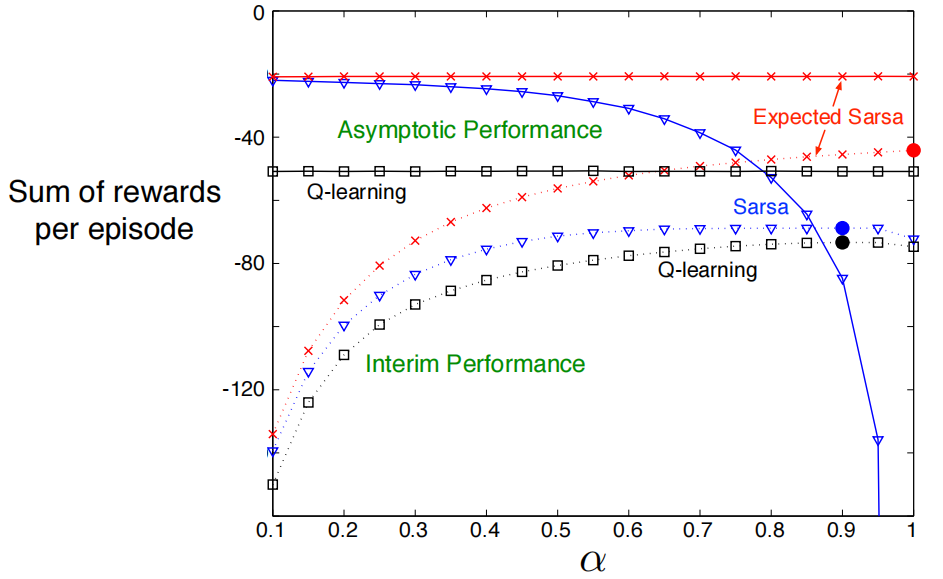 0
Expected Sarsa
Asymptotic Performance
-40
Sum of rewards
per episode
Q-learning
Sarsa
-80
Q-learning
Interim Performance
-120
0.1 0.2 0.3 0.4 0.5 0.6 0.7 0.8 0.9 1
α